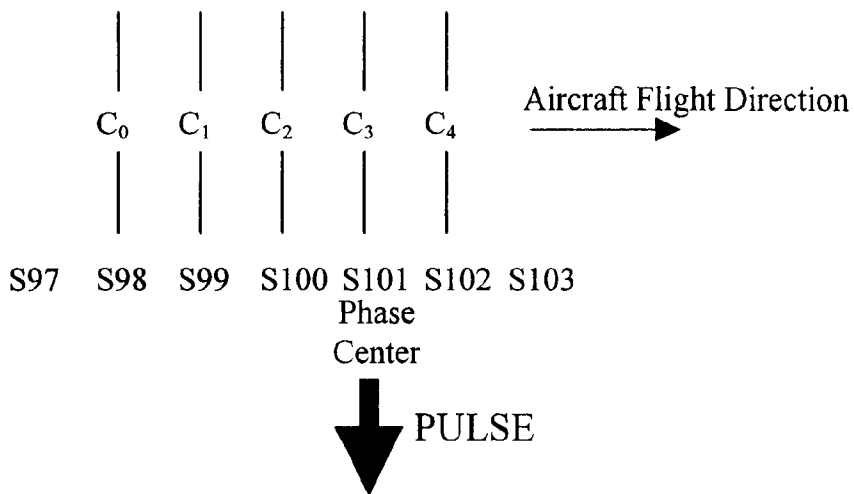 Aircraft Flight Direction
C₀ C₁ C₂ C₃ C₄
S97 S98 S99 S100 S101 S102 S103
Phase
Center
PULSE